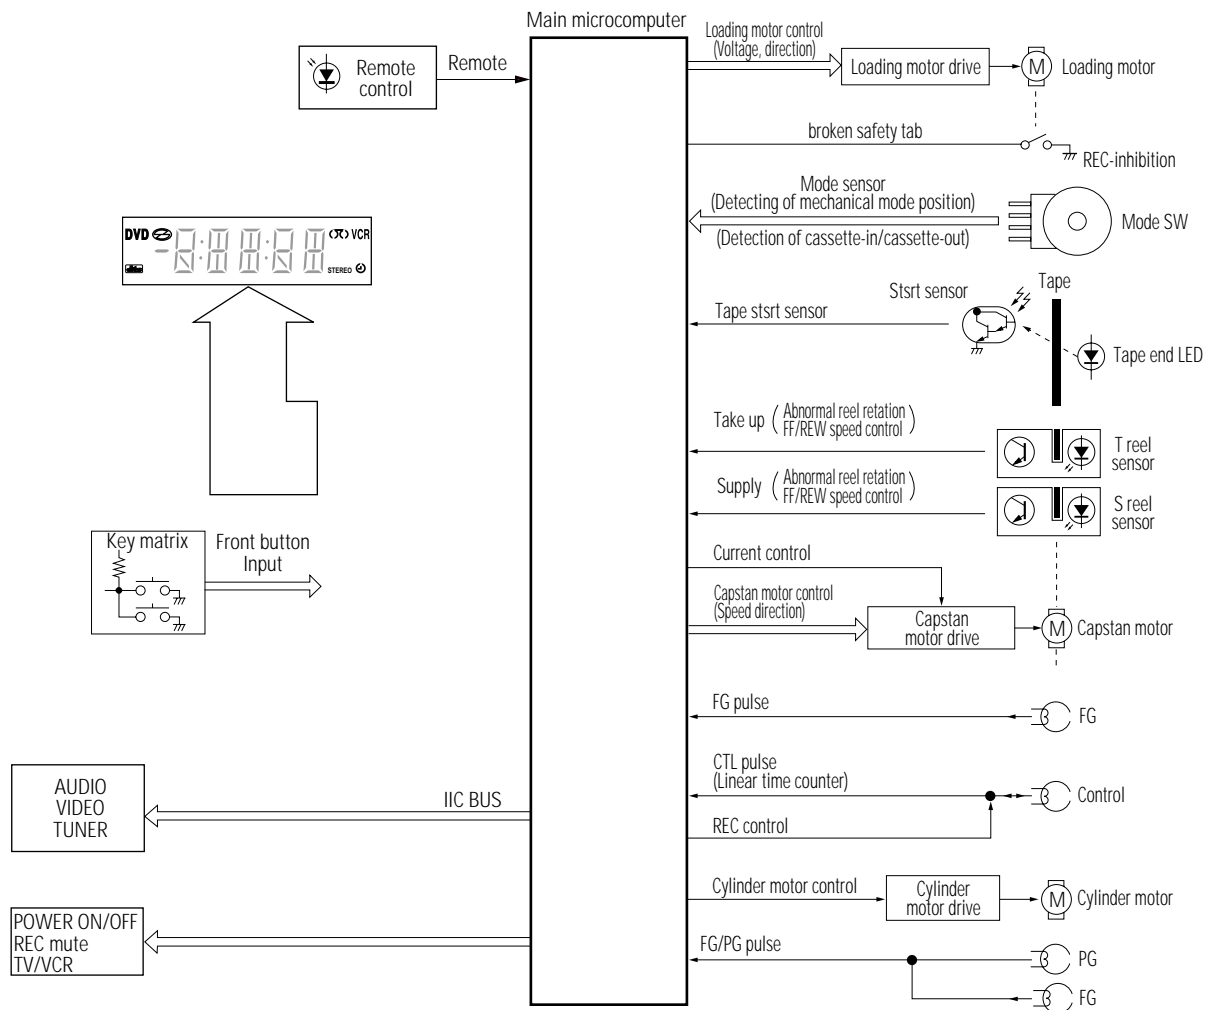 Main microcomputer
Remote
control
Remote
Loading motor control
(Voltage, direction)
Loading motor drive
M
Loading motor
broken safety tab
REC-inhibition
Mode sensor
(Detecting of mechanical mode position)
(Detection of cassette-in/cassette-out)
Mode SW
DVD
VCR
STEREO
Tape stsrt sensor
Stsrt sensor
Tape
Tape end LED
Take up
(Abnormal reel retation
FF/REW speed control)
T reel
sensor
Supply
(Abnormal reel retation
FF/REW speed control)
S reel
sensor
Key matrix
Front button
Input
Current control
Capstan motor control
(Speed direction)
Capstan
motor drive
M
Capstan motor
FG pulse
FG
AUDIO
VIDEO
TUNER
IIC BUS
CTL pulse
(Linear time counter)
Control
REC control
POWER ON/OFF
REC mute
TV/VCR
Cylinder motor control
Cylinder
motor drive
M
Cylinder motor
FG/PG pulse
PG
FG